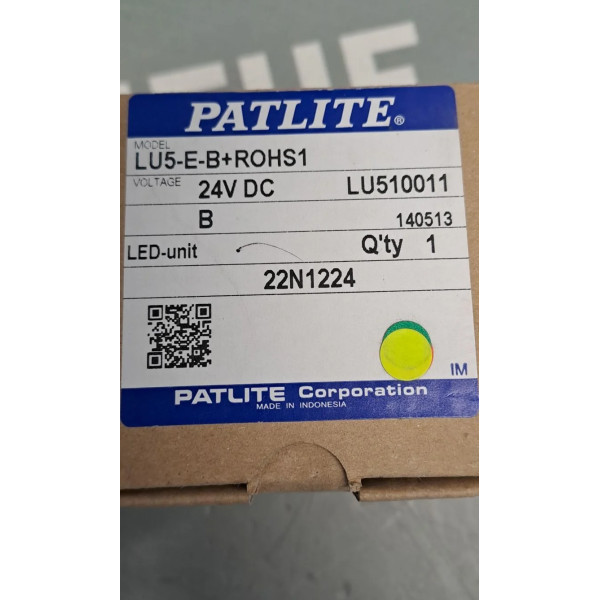 PATLITE®
MODEL
LU5-E-B+ROHS1
VOLTAGE 24V DC LU510011
B 140513
LED-unit Q'ty 1
22N1224
IM
PATLITE Corporation
MADE IN INDONESIA